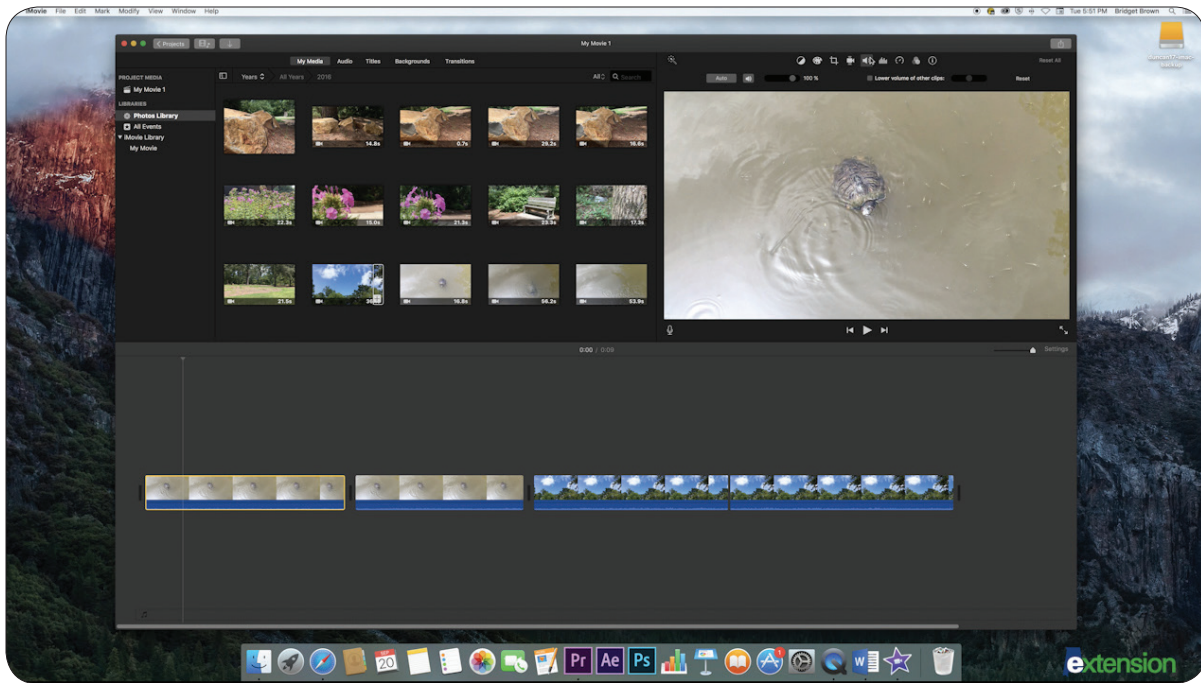 iMovie File Edit Mark Modify View Window Help Tue 5:51 PM Bridget Brown
Projects My Movie 1
My Media Audio Titles Backgrounds Transitions Reset All
PROJECT MEDIA
My Movie 1
LIBRARIES
Photos Library
All Events
iMovie Library
My Movie
Years All Years 2016 All Search
Auto 100 % Lower volume of other clips: Reset
14.8s 0.7s 29.2s 16.6s
22.3s 15.0s 21.3s 17.3s
21.5s 16.8s 56.2s 53.9s
0:00 / 0:09 Settings
20
Pr Ae Ps 1 W
extension